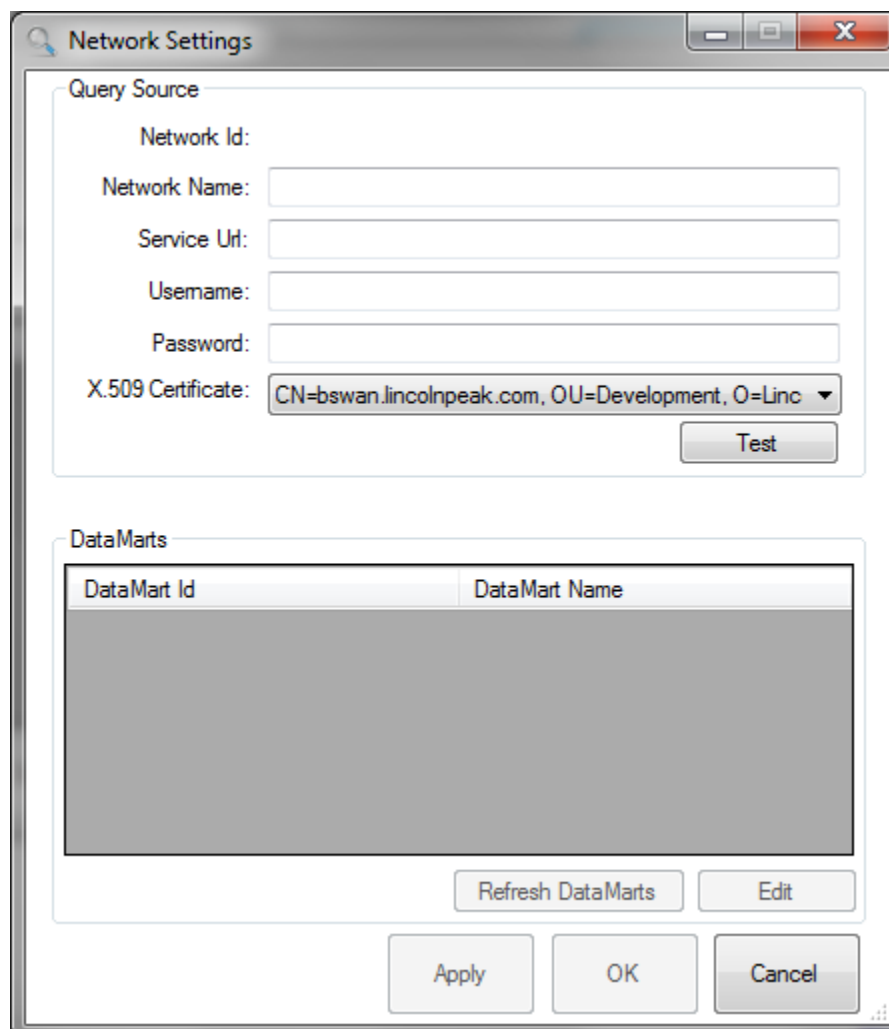 Network Settings
Query Source
Network Id:
Network Name:
Service Url:
Username:
Password:
X.509 Certificate: CN=bswan.lincolnpeak.com, OU=Development, O=Linc
Test
DataMarts
DataMart Id DataMart Name
Refresh DataMarts Edit
Apply OK Cancel